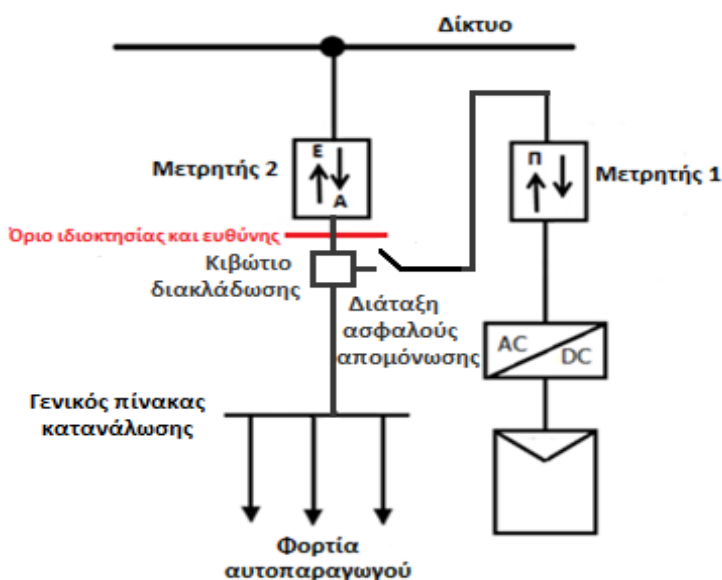 Δίκτυο
Μετρητής 2
Ε
Α
Π
Μετρητής 1
Όριο ιδιοκτησίας και ευθύνης
Κιβώτιο
διακλάδωσης
Διάταξη
ασφαλούς
απομόνωσης
AC
DC
Γενικός πίνακας
κατανάλωσης
Φορτία
αυτοπαραγωγού